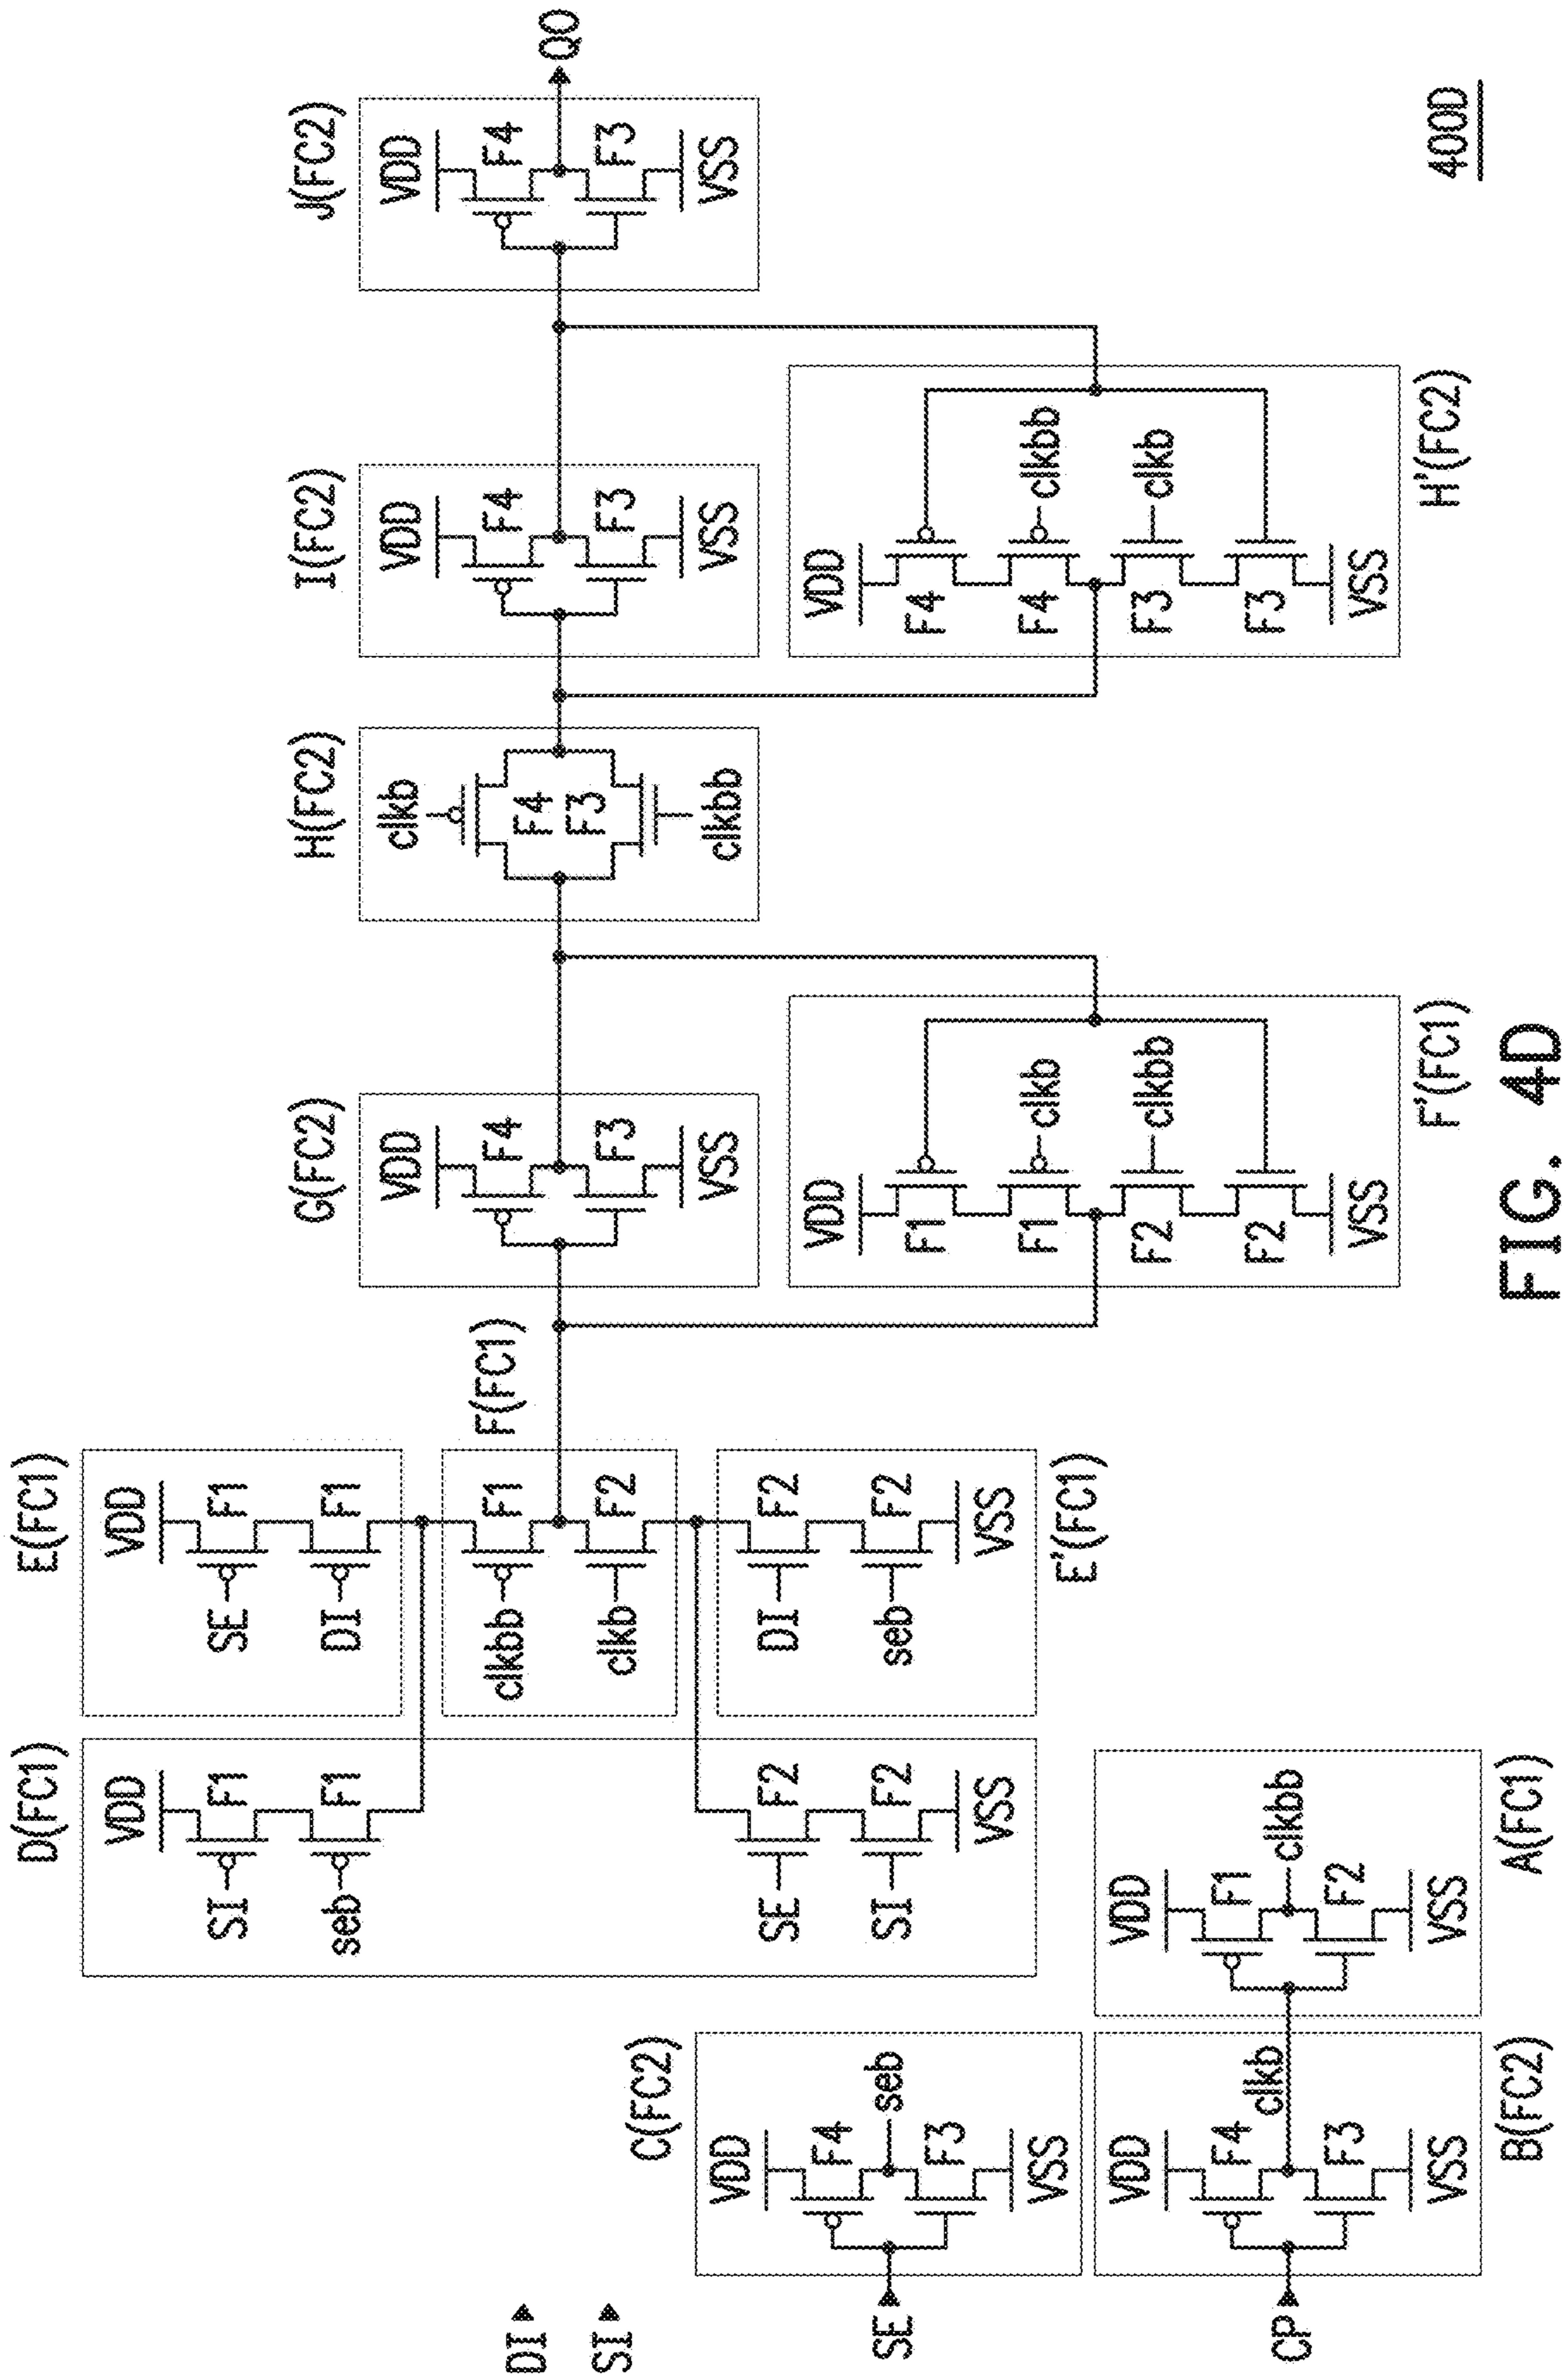 DI
SI
SE
C(FC2)
VDD
F4
seb
F3
VSS
CP
VDD
F4
clkb
F3
VSS
B(FC2)
VDD
F1
clkbb
F2
VSS
A(FC1)
D(FC1)
VDD
SI
F1
seb
F1
SE
F2
SI
F2
VSS
E(FC1)
VDD
SE
F1
DI
F1
F(FC1)
clkbb
F1
clkb
F2
DI
F2
seb
F2
VSS
E'(FC1)
G(FC2)
VDD
F4
F3
VSS
VDD
F1
F1
clkb
F2
clkbb
F2
VSS
F'(FC1)
H(FC2)
clkb
F4
F3
clkbb
I(FC2)
VDD
F4
F3
VSS
VDD
F4
F4
clkbb
F3
clkb
F3
VSS
H'(FC2)
J(FC2)
VDD
F4
F3
VSS
QO
400D
FIG. 4D